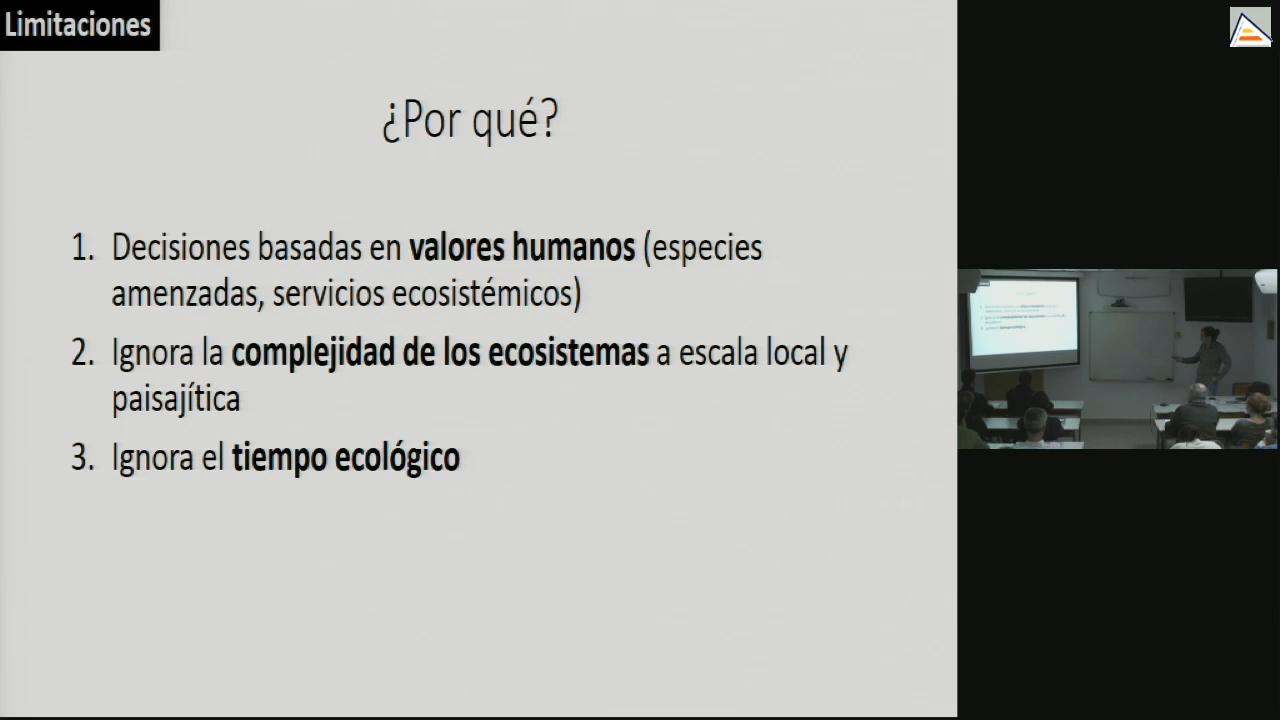 Limitaciones
¿Por qué?
1. Decisiones basadas en valores humanos (especies
amenzadas, servicios ecosistémicos)
2. Ignora la complejidad de los ecosistemas a escala local y
paisajítica
3. Ignora el tiempo ecológico